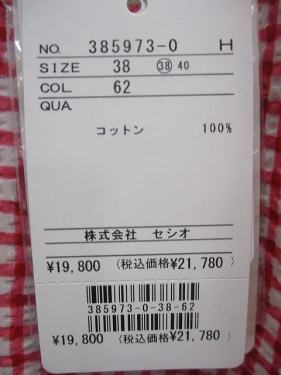 NO. 385973-0 H
SIZE 38 ㊳ 40
COL. 62
QUA.
コットン 100%
株式会社 セシオ
¥19,800 (税込価格¥21,780 )
385973-0-38-62
¥19,800 (税込価格¥21,780 )